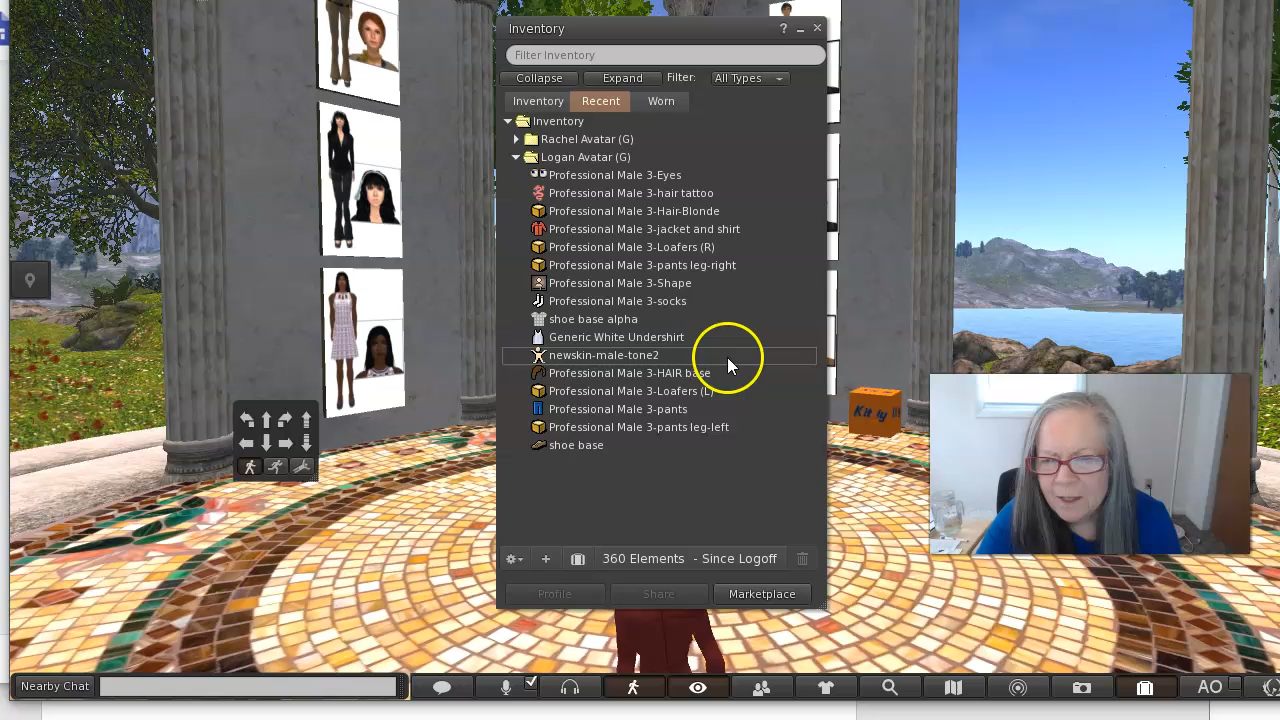 Inventory
?
Filter Inventory
Collapse Expand Filter: All Types
Inventory Recent Worn
Inventory
Rachel Avatar (G)
Logan Avatar (G)
Professional Male 3-Eyes
Professional Male 3-hair tattoo
Professional Male 3-Hair-Blonde
Professional Male 3-jacket and shirt
Professional Male 3-Loafers (R)
Professional Male 3-pants leg-right
Professional Male 3-Shape
Professional Male 3-socks
shoe base alpha
Generic White Undershirt
newskin-male-tone2
Professional Male 3-HAIR base
Professional Male 3-Loafers (L)
Professional Male 3-pants
Professional Male 3-pants leg-left
shoe base
360 Elements - Since Logoff
Profile Share Marketplace
Nearby Chat
AO